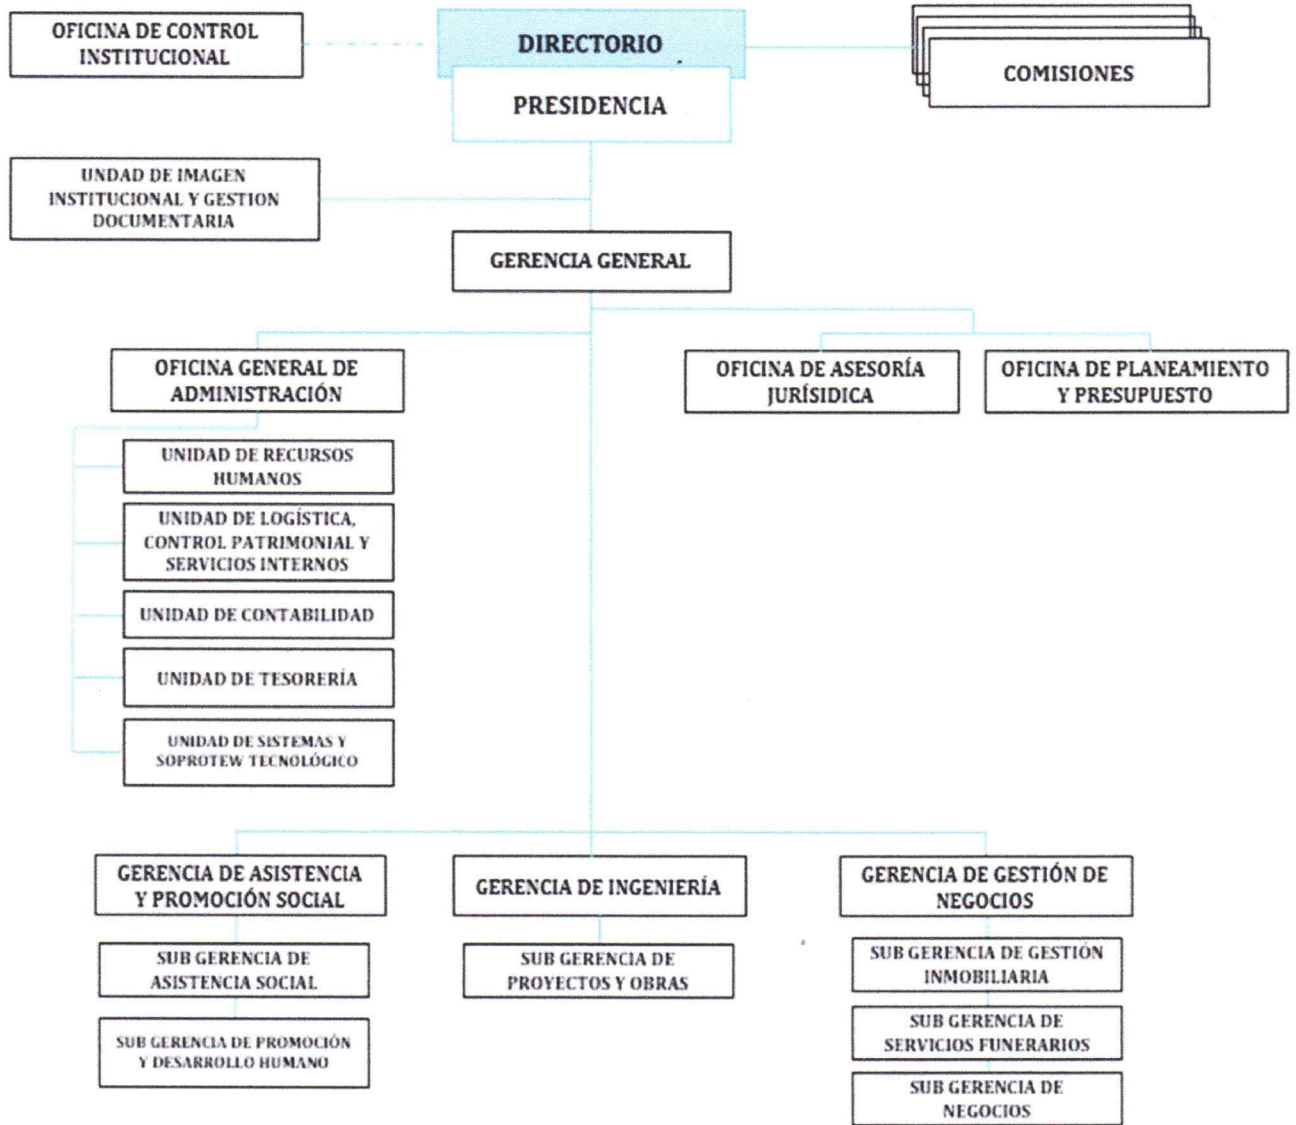 OFICINA DE CONTROL
INSTITUCIONAL
DIRECTORIO
COMISIONES
PRESIDENCIA
UNDAD DE IMAGEN
INSTITUCIONAL Y GESTION
DOCUMENTARIA
GERENCIA GENERAL
OFICINA GENERAL DE
ADMINISTRACIÓN
OFICINA DE ASESORÍA
JURÍSIDICA
OFICINA DE PLANEAMIENTO
Y PRESUPUESTO
UNIDAD DE RECURSOS
HUMANOS
UNIDAD DE LOGÍSTICA,
CONTROL PATRIMONIAL Y
SERVICIOS INTERNOS
UNIDAD DE CONTABILIDAD
UNIDAD DE TESORERÍA
UNIDAD DE SISTEMAS Y
SOPROTEW TECNOLÓGICO
GERENCIA DE ASISTENCIA
Y PROMOCIÓN SOCIAL
SUB GERENCIA DE
ASISTENCIA SOCIAL
SUB GERENCIA DE PROMOCIÓN
Y DESARROLLO HUMANO
GERENCIA DE INGENIERÍA
SUB GERENCIA DE
PROYECTOS Y OBRAS
GERENCIA DE GESTIÓN DE
NEGOCIOS
SUB GERENCIA DE GESTIÓN
INMOBILIARIA
SUB GERENCIA DE
SERVICIOS FUNERARIOS
SUB GERENCIA DE
NEGOCIOS